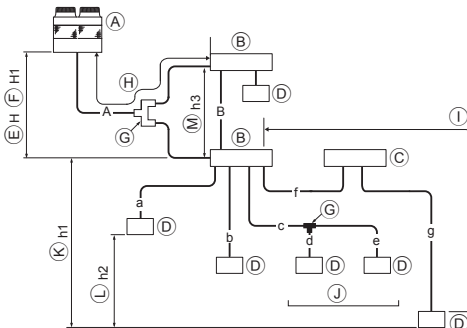 Ⓐ
Ⓑ
Ⓗ
Ⓔ H Ⓕ H1
A
Ⓖ
Ⓜ h3
B
Ⓓ
Ⓘ
Ⓑ
Ⓒ
Ⓚ h1
a
f
Ⓖ
c
g
Ⓓ
b
d
e
Ⓛ h2
Ⓓ
Ⓓ
Ⓓ
Ⓙ
Ⓓ